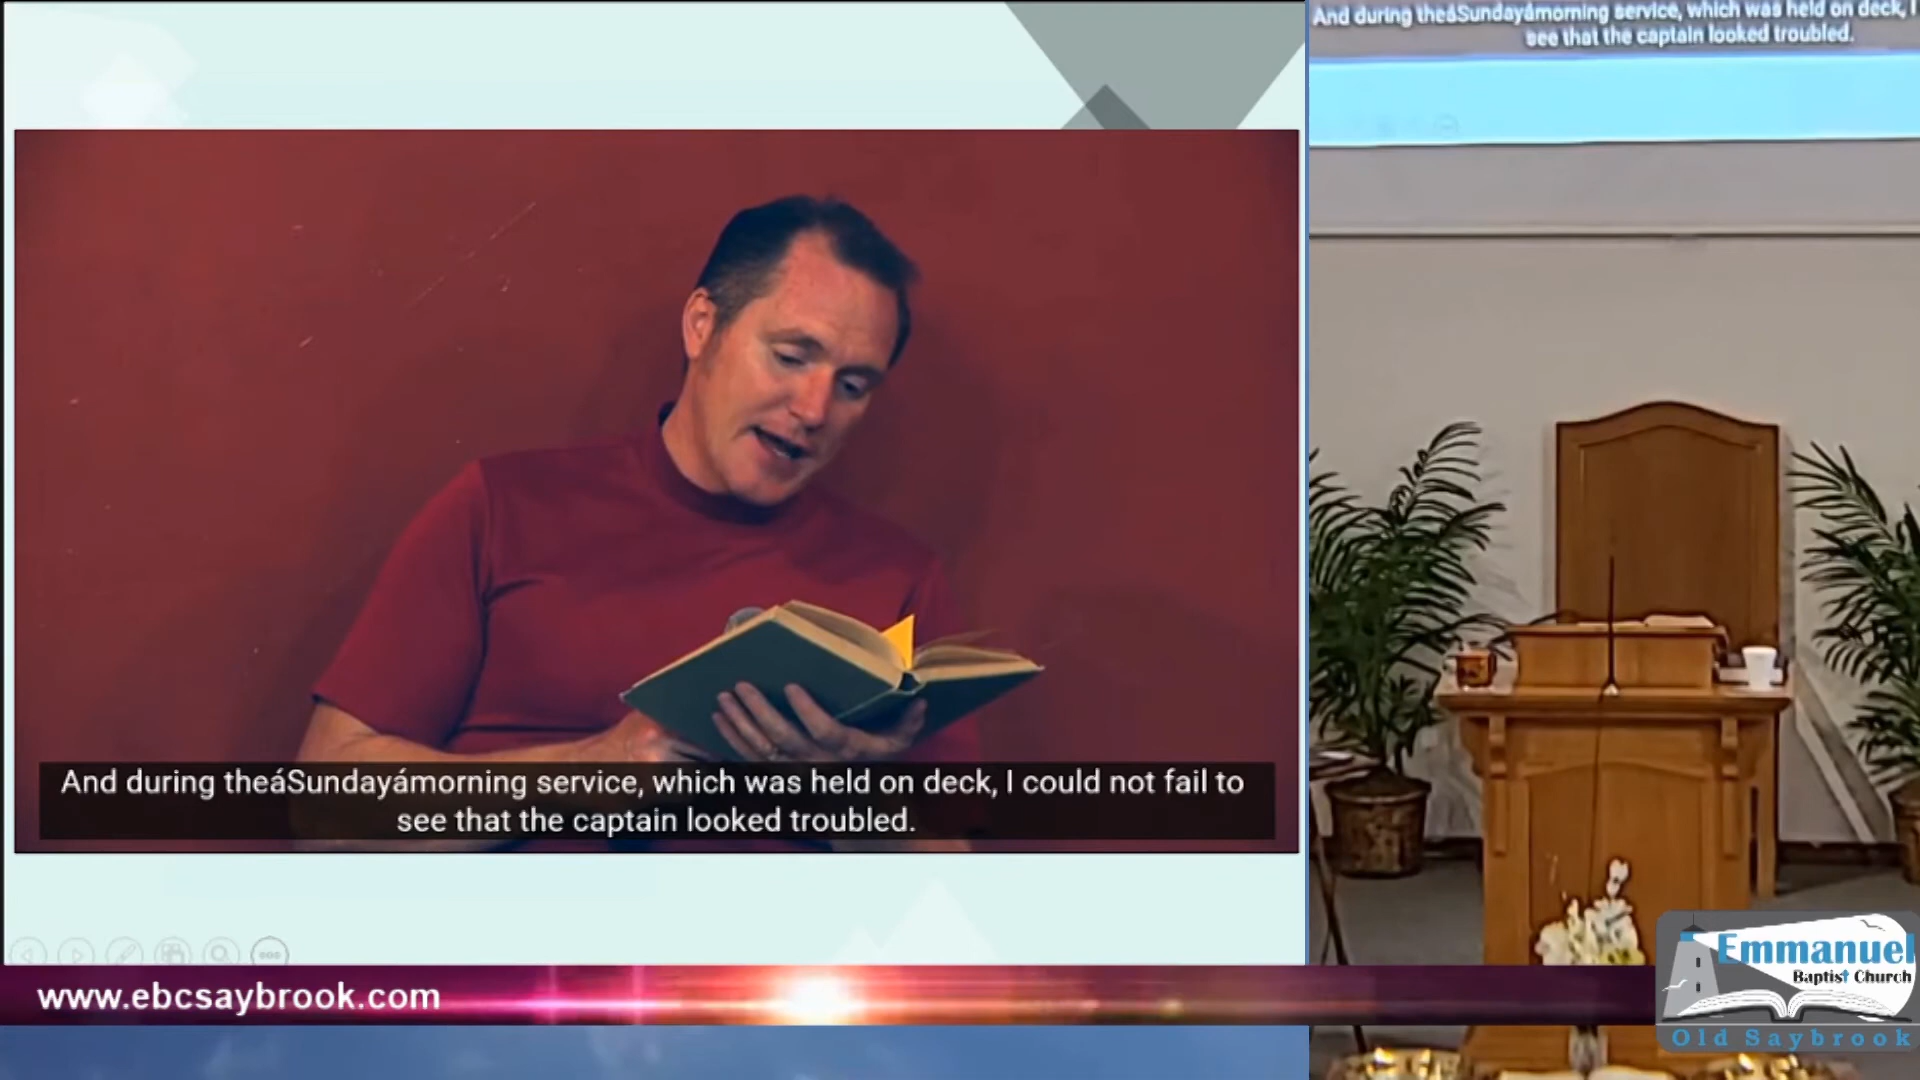 And during theáSundayámorning service, which was held on deck, I
see that the captain looked troubled.
And during theáSundayámorning service, which was held on deck, I could not fail to
see that the captain looked troubled.
www.ebcsaybrook.com
Emmanuel
Baptist Church
Old Saybrook